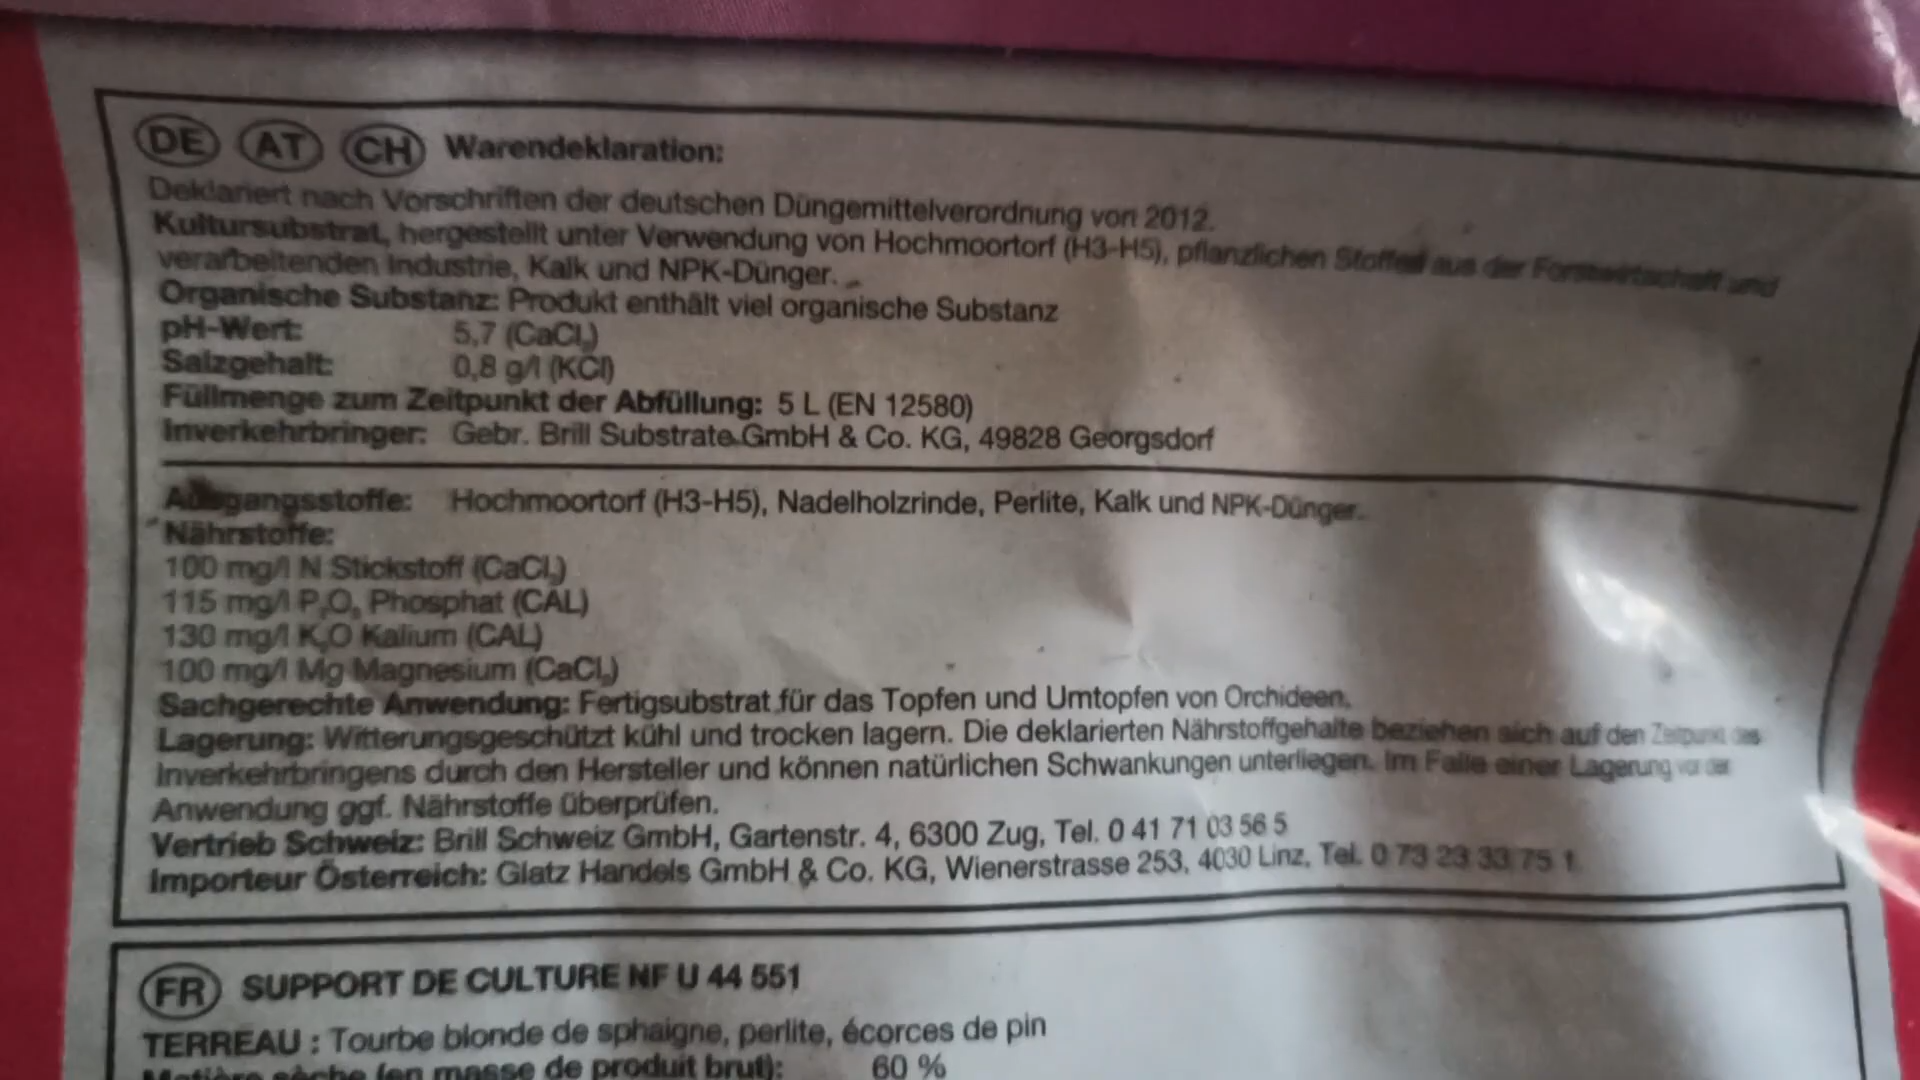 DE AT CH Warendeklaration:
Deklariert nach Vorschriften der deutschen Düngemittelverordnung von 2012.
Kultursubstrat, hergestellt unter Verwendung von Hochmoortorf (H3-H5), pflanzlichen Stoffen aus der Forstwirtschaft und
verarbeitenden Industrie, Kalk und NPK-Dünger.
Organische Substanz: Produkt enthält viel organische Substanz
pH-Wert: 5,7 (CaCl₂)
Salzgehalt: 0,8 g/l (KCl)
Füllmenge zum Zeitpunkt der Abfüllung: 5 L (EN 12580)
Inverkehrbringer: Gebr. Brill Substrate GmbH & Co. KG, 49828 Georgsdorf
Ausgangsstoffe: Hochmoortorf (H3-H5), Nadelholzrinde, Perlite, Kalk und NPK-Dünger.
Nährstoffe:
100 mg/l N Stickstoff (CaCl₂)
115 mg/l P₂O₅ Phosphat (CAL)
130 mg/l K₂O Kalium (CAL)
100 mg/l Mg Magnesium (CaCl₂)
Sachgerechte Anwendung: Fertigsubstrat für das Topfen und Umtopfen von Orchideen.
Lagerung: Witterungsgeschützt kühl und trocken lagern. Die deklarierten Nährstoffgehalte beziehen sich auf den Zeitpunkt des
Inverkehrbringens durch den Hersteller und können natürlichen Schwankungen unterliegen. Im Falle einer Lagerung vor der
Anwendung ggf. Nährstoffe überprüfen.
Vertrieb Schweiz: Brill Schweiz GmbH, Gartenstr. 4, 6300 Zug, Tel. 0 41 71 03 56 5
Importeur Österreich: Glatz Handels GmbH & Co. KG, Wienerstrasse 253, 4030 Linz, Tel. 0 73 23 33 75 1
FR SUPPORT DE CULTURE NF U 44 551
TERREAU : Tourbe blonde de sphaigne, perlite, écorces de pin
Matière sèche (en masse de produit brut): 60 %